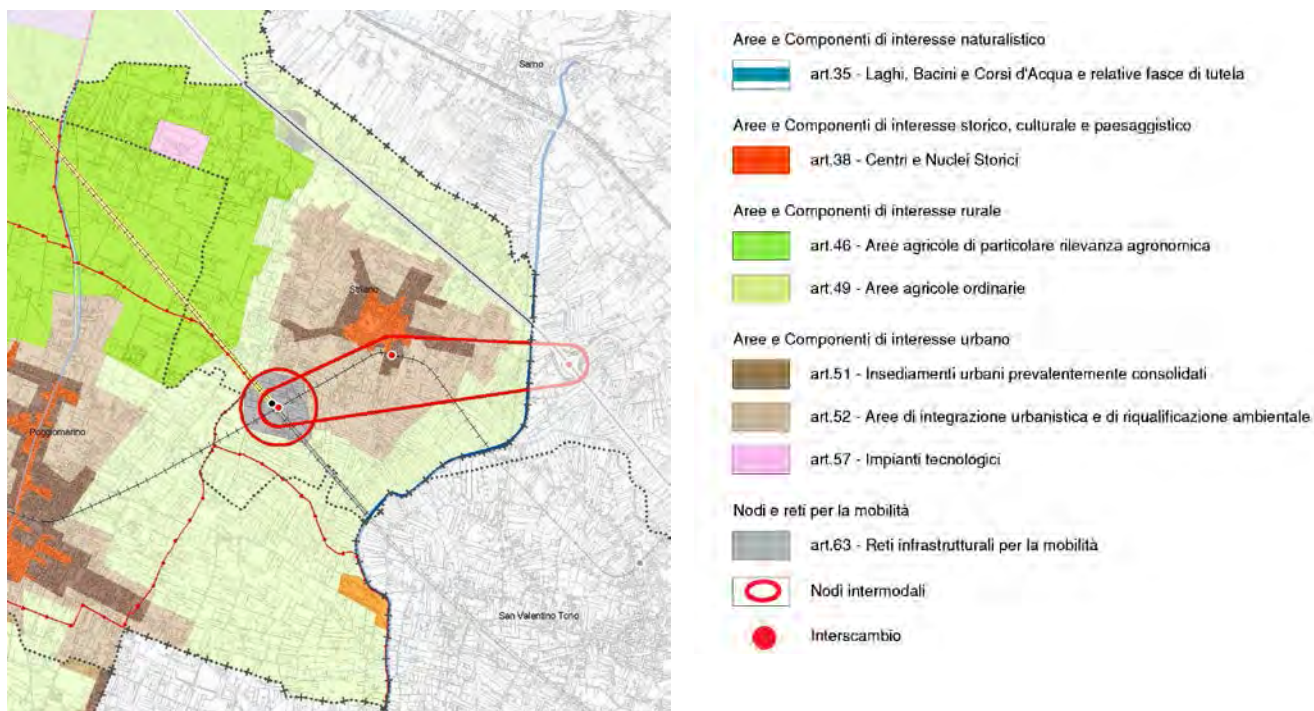 Sarno
Striano
Poggiomarino
San Valentino Torio
Aree e Componenti di interesse naturalistico
art.35 - Laghi, Bacini e Corsi d'Acqua e relative fasce di tutela
Aree e Componenti di interesse storico, culturale e paesaggistico
art.38 - Centri e Nuclei Storici
Aree e Componenti di interesse rurale
art.46 - Aree agricole di particolare rilevanza agronomica
art.49 - Aree agricole ordinarie
Aree e Componenti di interesse urbano
art.51 - Insediamenti urbani prevalentemente consolidati
art.52 - Aree di integrazione urbanistica e di riqualificazione ambientale
art.57 - Impianti tecnologici
Nodi e reti per la mobilità
art.63 - Reti infrastrutturali per la mobilità
Nodi intermodali
Interscambio